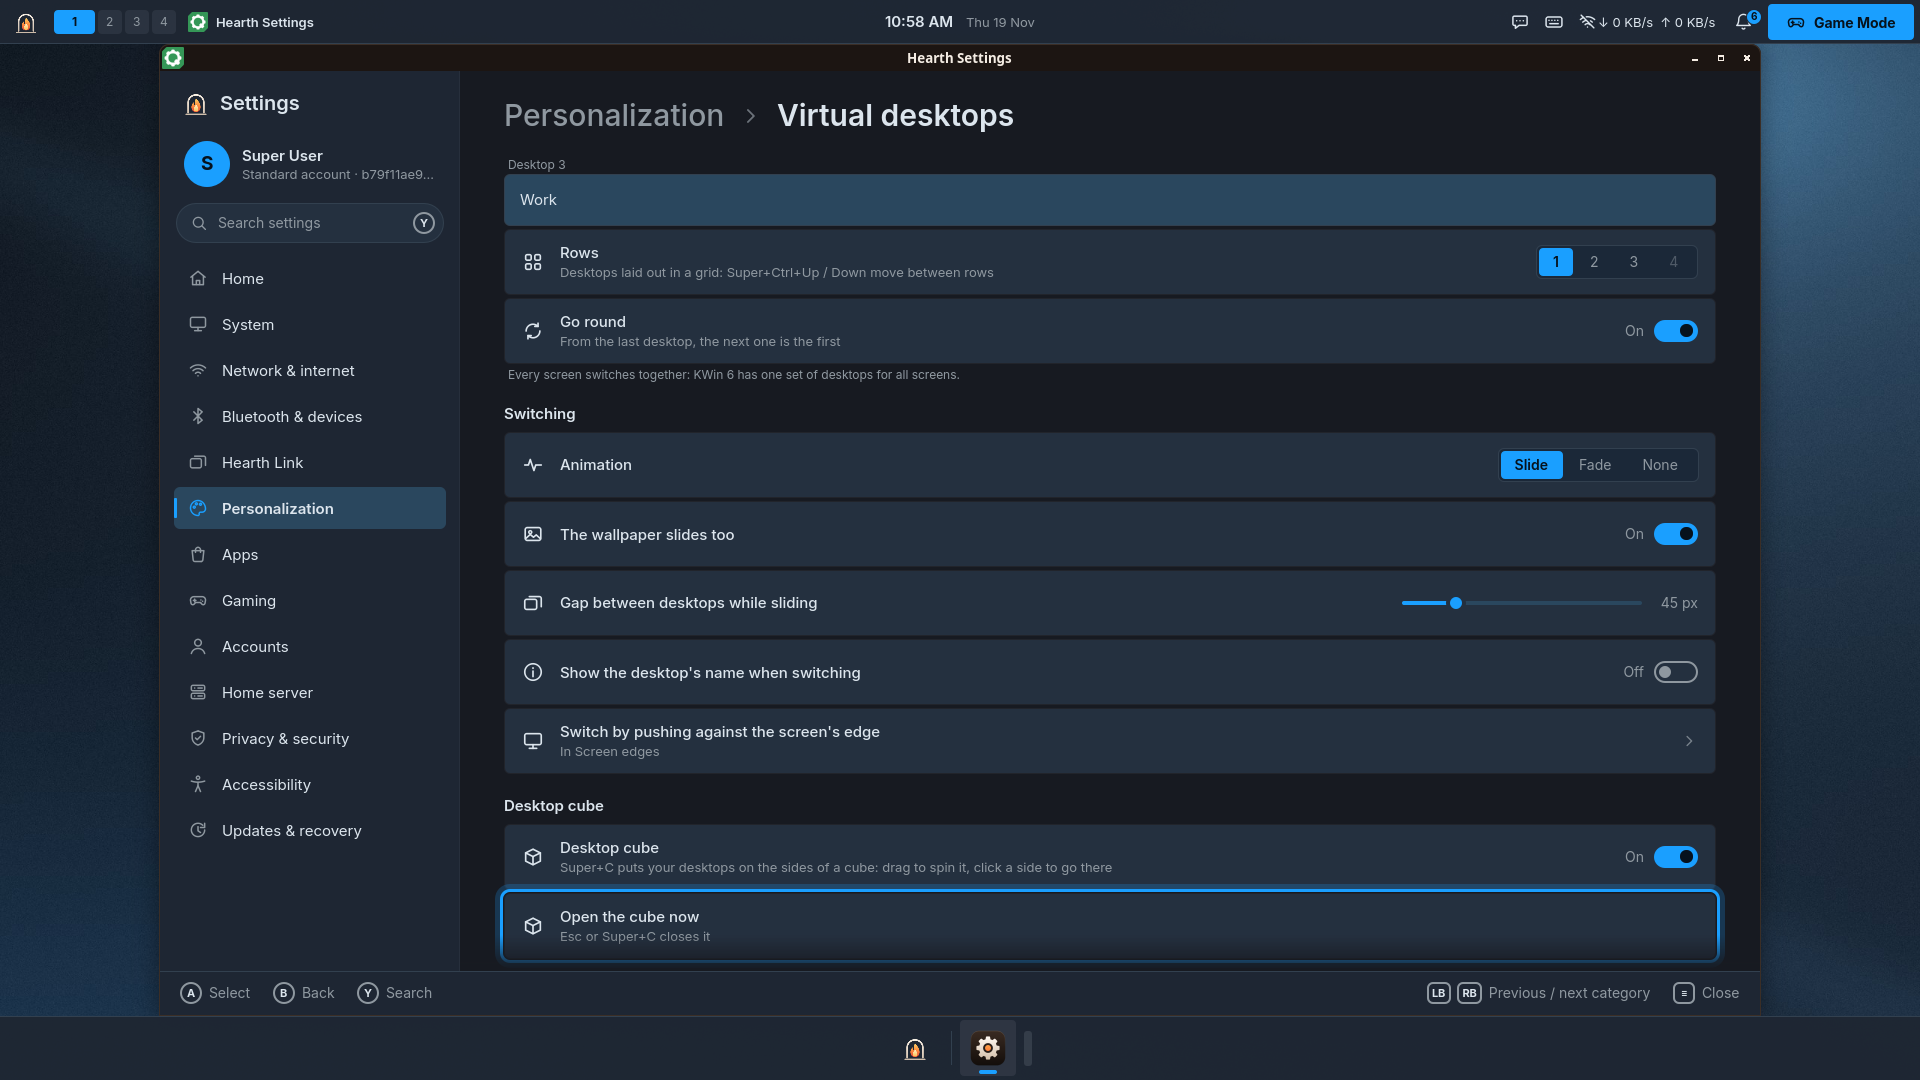 1 2 3 4 Hearth Settings
10:58 AM Thu 19 Nov
↓ 0 KB/s ↑ 0 KB/s 6 Game Mode
Hearth Settings
Settings
S
Super User
Standard account · b79f11ae9...
Search settings Y
Home
System
Network & internet
Bluetooth & devices
Hearth Link
Personalization
Apps
Gaming
Accounts
Home server
Privacy & security
Accessibility
Updates & recovery
Personalization > Virtual desktops
Desktop 3
Work
Rows
Desktops laid out in a grid: Super+Ctrl+Up / Down move between rows
1 2 3 4
Go round
From the last desktop, the next one is the first
On
Every screen switches together: KWin 6 has one set of desktops for all screens.
Switching
Animation
Slide Fade None
The wallpaper slides too
On
Gap between desktops while sliding
45 px
Show the desktop's name when switching
Off
Switch by pushing against the screen's edge
In Screen edges
Desktop cube
Desktop cube
Super+C puts your desktops on the sides of a cube: drag to spin it, click a side to go there
On
Open the cube now
Esc or Super+C closes it
A Select B Back Y Search
LB RB Previous / next category ≡ Close